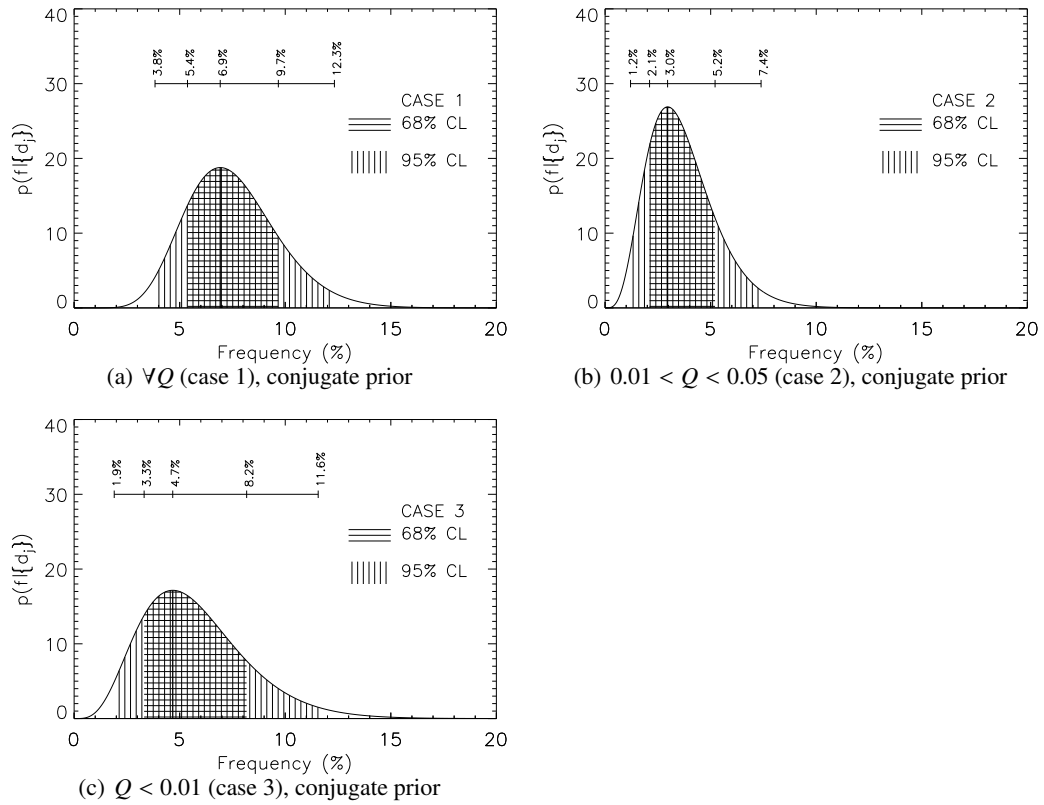 40
30
20
10
0
p(f|{d_j})
3.8%
5.4%
6.9%
9.7%
12.3%
CASE 1
68% CL
95% CL
0 5 10 15 20
Frequency (%)
(a) ∀Q (case 1), conjugate prior
40
30
20
10
0
p(f|{d_j})
1.2%
2.1%
3.0%
5.2%
7.4%
CASE 2
68% CL
95% CL
0 5 10 15 20
Frequency (%)
(b) 0.01 < Q < 0.05 (case 2), conjugate prior
40
30
20
10
0
p(f|{d_j})
1.9%
3.3%
4.7%
8.2%
11.6%
CASE 3
68% CL
95% CL
0 5 10 15 20
Frequency (%)
(c) Q < 0.01 (case 3), conjugate prior